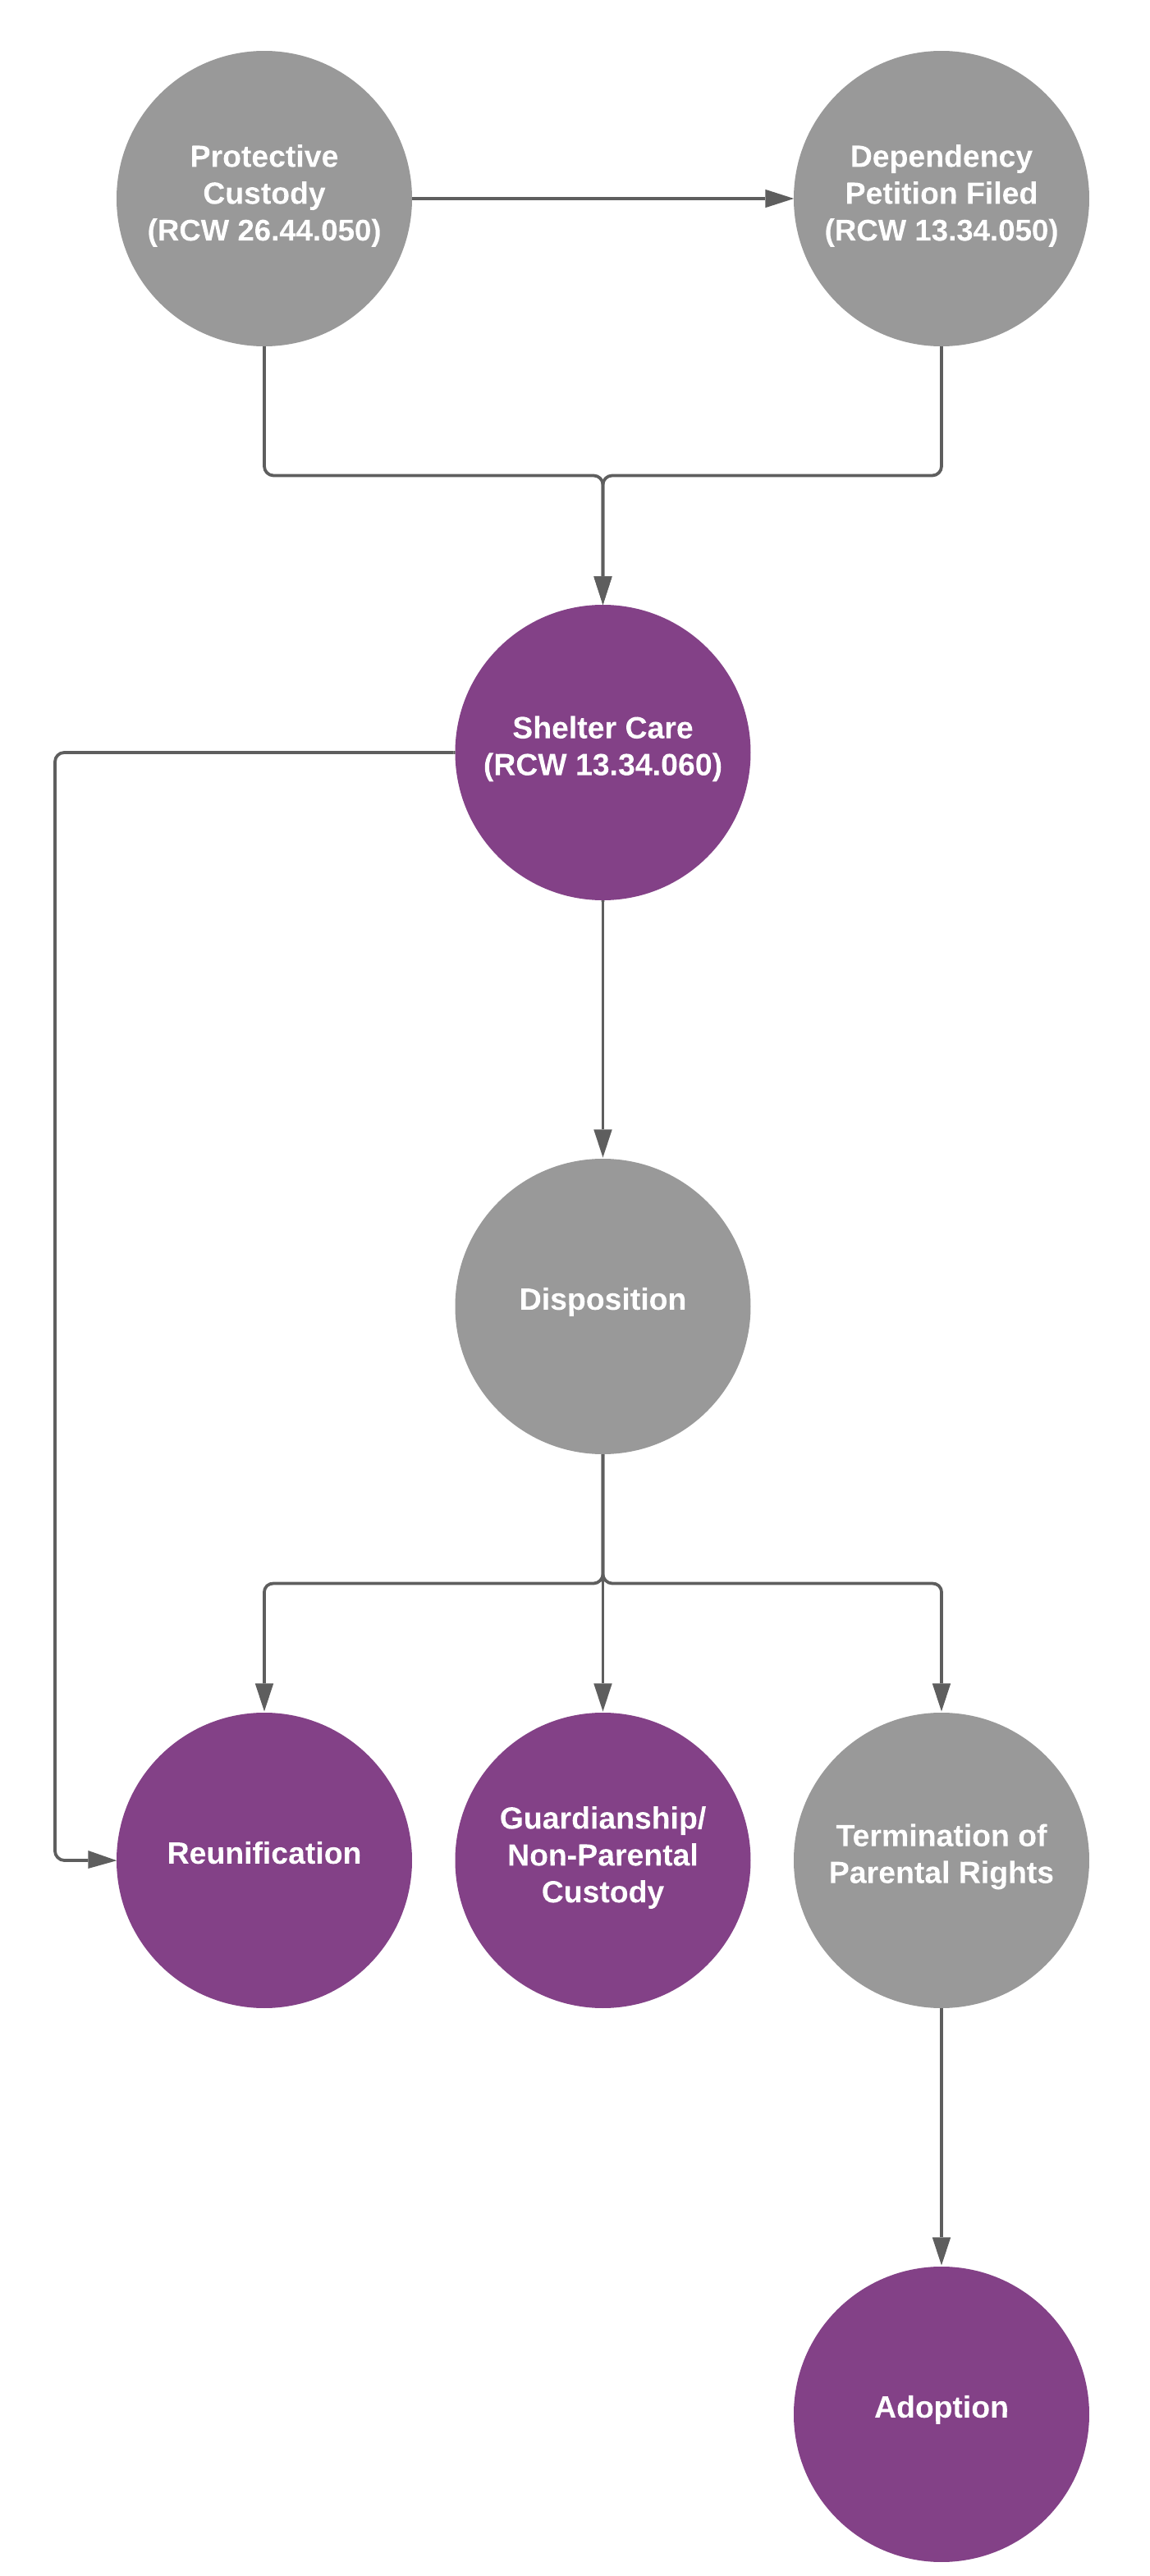 Protective
Custody
(RCW 26.44.050)
Dependency
Petition Filed
(RCW 13.34.050)
Shelter Care
(RCW 13.34.060)
Disposition
Reunification
Guardianship/
Non-Parental
Custody
Termination of
Parental Rights
Adoption